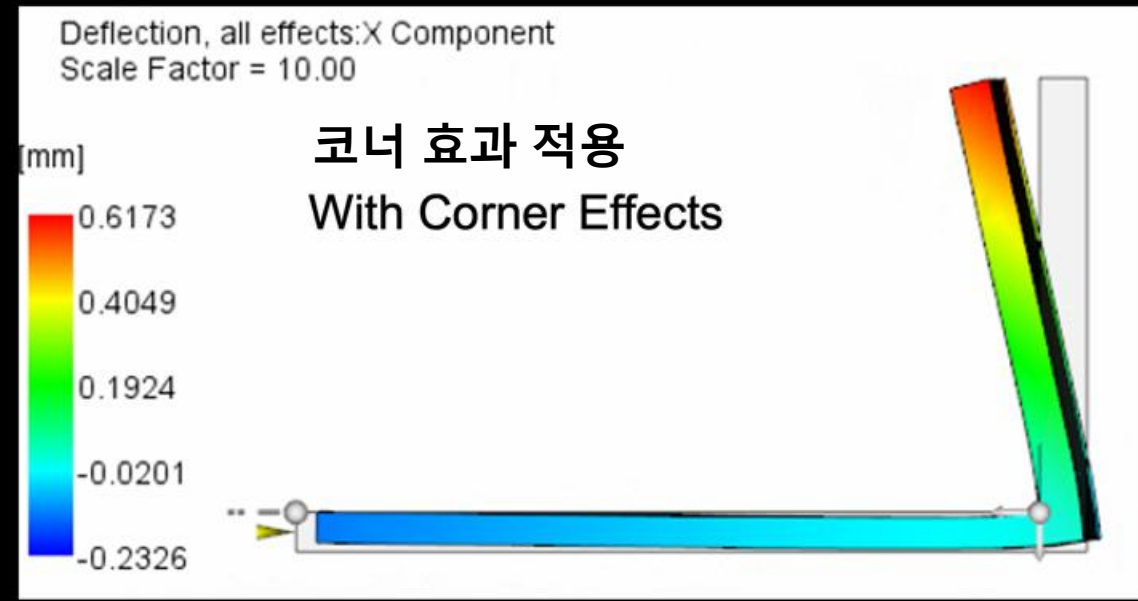 Deflection, all effects:X Component
Scale Factor = 10.00
코너 효과 적용
[mm]
With Corner Effects
0.6173
0.4049
0.1924
-0.0201
-0.2326